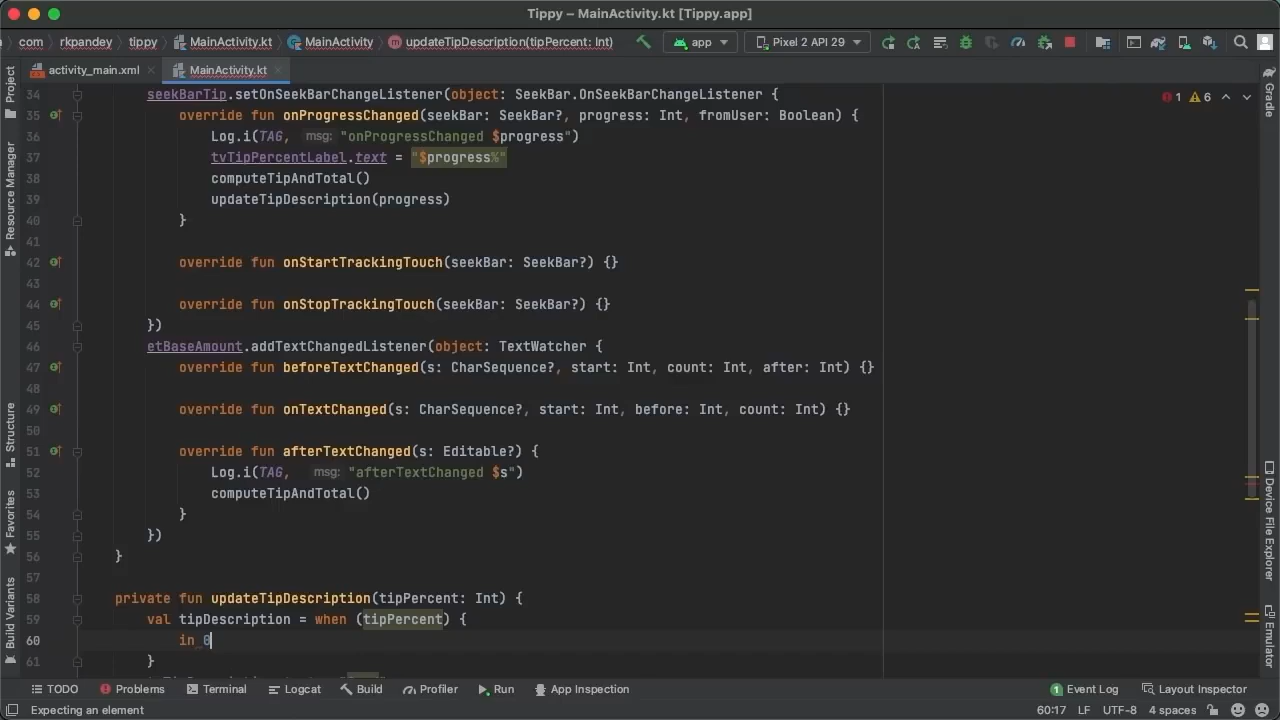 Tippy – MainActivity.kt [Tippy.app]
com rkpandey tippy MainActivity.kt MainActivity updateTipDescription(tipPercent: Int) app Pixel 2 API 29
activity_main.xml MainActivity.kt
34 seekBarTip.setOnSeekBarChangeListener(object: SeekBar.OnSeekBarChangeListener { 1 6
35 override fun onProgressChanged(seekBar: SeekBar?, progress: Int, fromUser: Boolean) {
36 Log.i(TAG, msg: "onProgressChanged $progress")
37 tvTipPercentLabel.text = "$progress%"
38 computeTipAndTotal()
39 updateTipDescription(progress)
40 }
41
42 override fun onStartTrackingTouch(seekBar: SeekBar?) {}
43
44 override fun onStopTrackingTouch(seekBar: SeekBar?) {}
45 })
46 etBaseAmount.addTextChangedListener(object: TextWatcher {
47 override fun beforeTextChanged(s: CharSequence?, start: Int, count: Int, after: Int) {}
48
49 override fun onTextChanged(s: CharSequence?, start: Int, before: Int, count: Int) {}
50
51 override fun afterTextChanged(s: Editable?) {
52 Log.i(TAG, msg: "afterTextChanged $s")
53 computeTipAndTotal()
54 }
55 })
56 }
57
58 private fun updateTipDescription(tipPercent: Int) {
59 val tipDescription = when (tipPercent) {
60 in 0
61 }
Project
Resource Manager
Structure
Favorites
Build Variants
Gradle
Device File Explorer
Emulator
TODO Problems Terminal Logcat Build Profiler Run App Inspection 1 Event Log Layout Inspector
Expecting an element 60:17 LF UTF-8 4 spaces